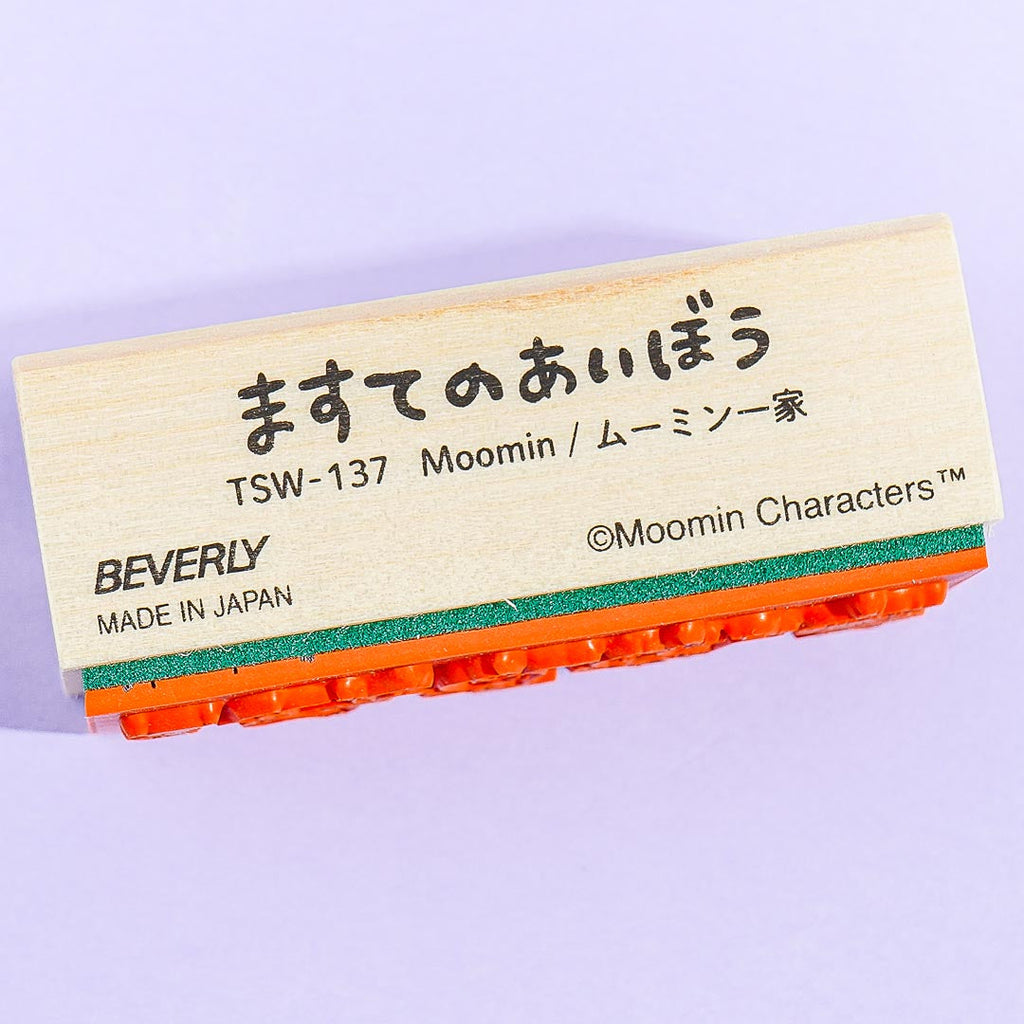 ますてのあいぼう
TSW-137 Moomin / ムーミン一家
©Moomin Characters™
BEVERLY
MADE IN JAPAN